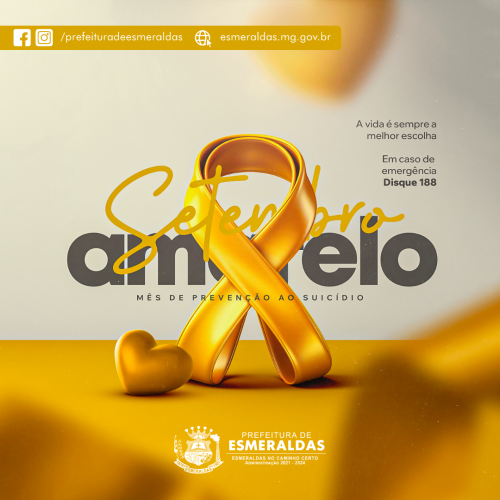 /prefeituradeesmeraldas esmeraldas.mg.gov.br
A vida é sempre a
melhor escolha
Em caso de
emergência
Disque 188
Setembro
amarelo
MÊS DE PREVENÇÃO AO SUICÍDIO
PREFEITURA DE
ESMERALDAS
ESMERALDAS NO CAMINHO CERTO
Administração 2021 - 2024